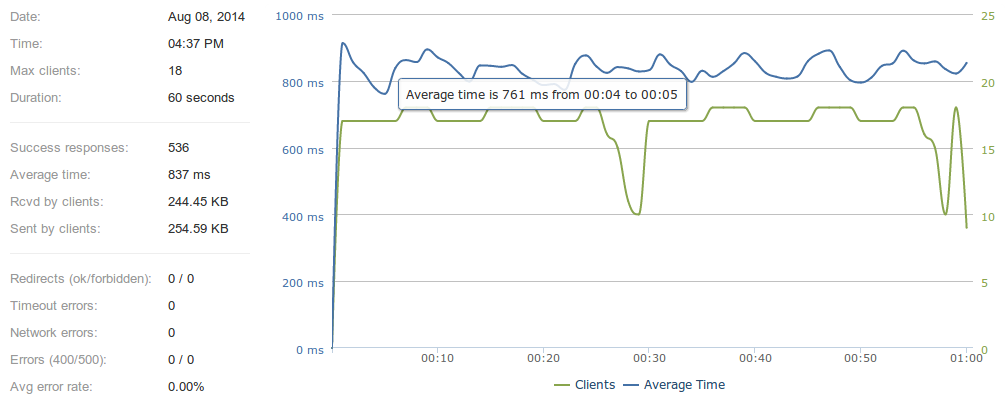 Date: Aug 08, 2014
Time: 04:37 PM
Max clients: 18
Duration: 60 seconds
Success responses: 536
Average time: 837 ms
Rcvd by clients: 244.45 KB
Sent by clients: 254.59 KB
Redirects (ok/forbidden): 0 / 0
Timeout errors: 0
Network errors: 0
Errors (400/500): 0 / 0
Avg error rate: 0.00%
1000 ms
800 ms
600 ms
400 ms
200 ms
0 ms
Average time is 761 ms from 00:04 to 00:05
25
20
15
10
5
0
00:10 00:20 00:30 00:40 00:50 01:00
Clients Average Time